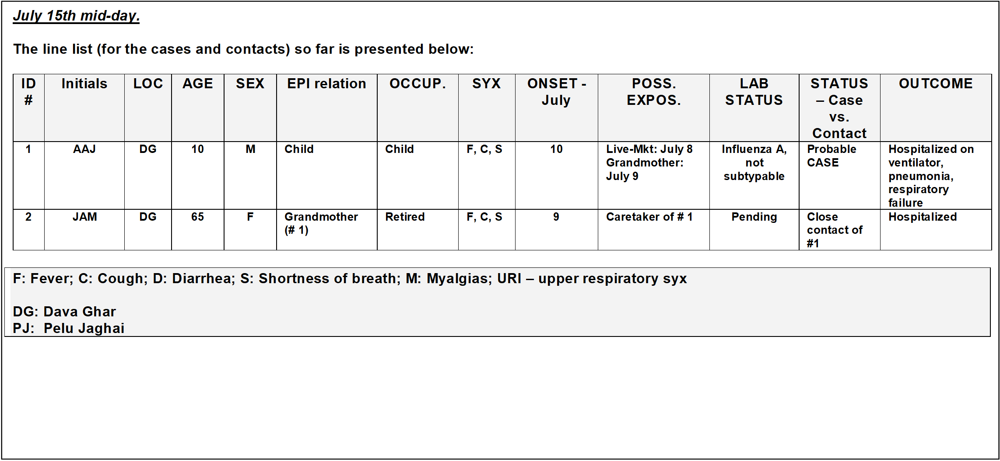 July 15th mid-day.
The line list (for the cases and contacts) so far is presented below:
ID # Initials LOC AGE SEX EPI relation OCCUP. SYX ONSET - July POSS. EXPOS. LAB STATUS STATUS – Case vs. Contact OUTCOME
1 AAJ DG 10 M Child Child F, C, S 10 Live-Mkt: July 8 Grandmother: July 9 Influenza A, not subtypable Probable CASE Hospitalized on ventilator, pneumonia, respiratory failure
2 JAM DG 65 F Grandmother (# 1) Retired F, C, S 9 Caretaker of # 1 Pending Close contact of #1 Hospitalized
F: Fever; C: Cough; D: Diarrhea; S: Shortness of breath; M: Myalgias; URI – upper respiratory syx
DG: Dava Ghar
PJ: Pelu Jaghai